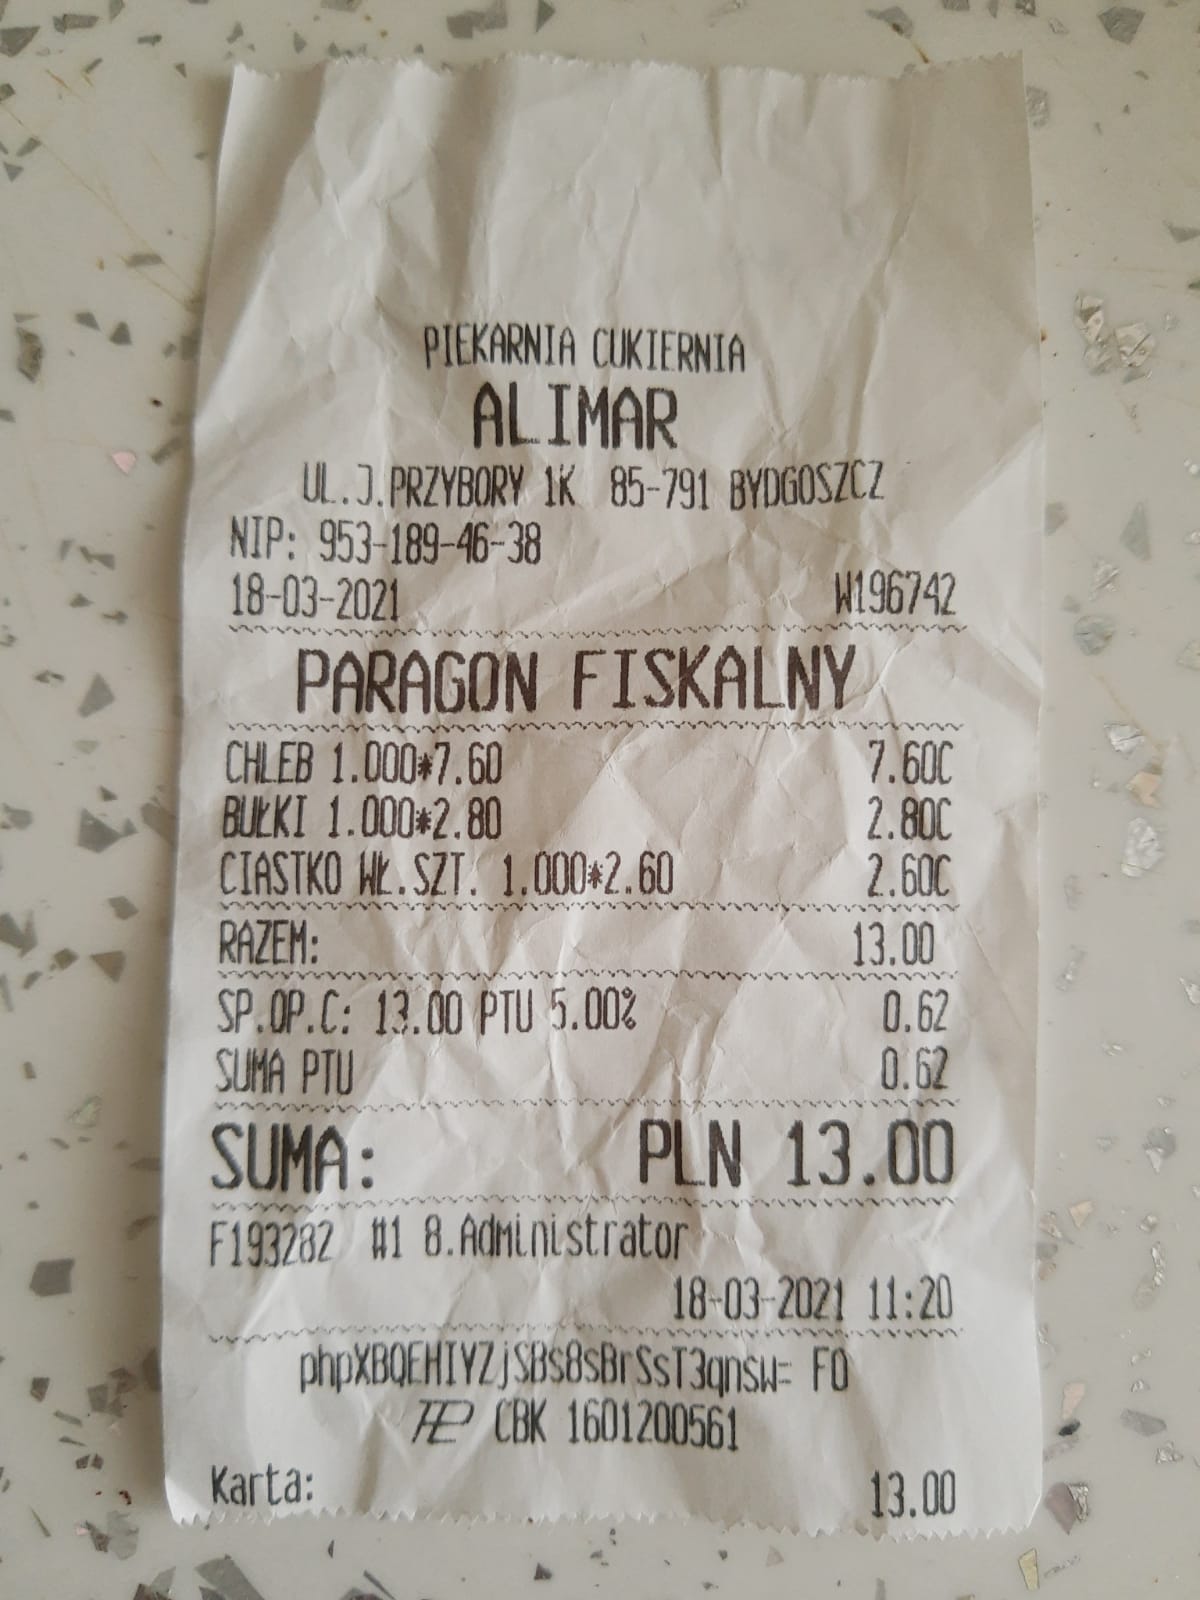 PIEKARNIA CUKIERNIA
ALIMAR
UL.J.PRZYBORY 1K 85-791 BYDGOSZCZ
NIP: 953-189-46-38
18-03-2021 W196742
PARAGON FISKALNY
CHLEB 1.000*7.60 7.60C
BUŁKI 1.000*2.80 2.80C
CIASTKO WŁ.SZT. 1.000*2.60 2.60C
RAZEM: 13.00
SP.OP.C: 13.00 PTU 5.00% 0.62
SUMA PTU 0.62
SUMA: PLN 13.00
F193282 #1 8.Administrator
18-03-2021 11:20
phpXBQEHIYZjSBs8sBrSsT3qnsw= F0
CBK 1601200561
Karta: 13.00